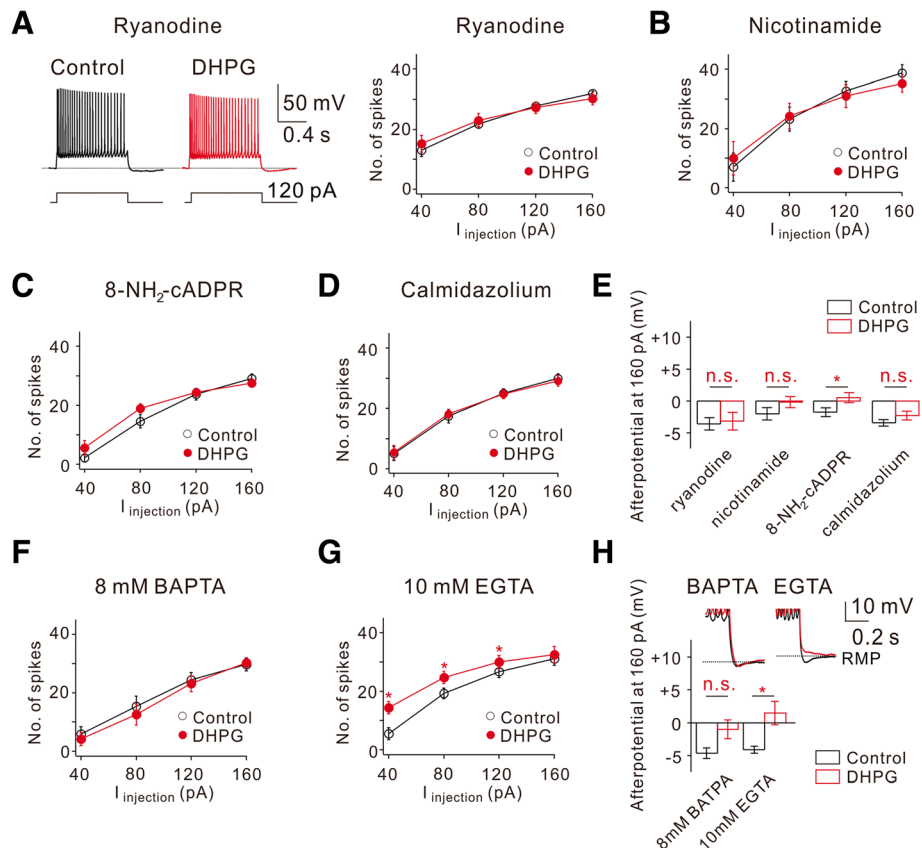 A
Ryanodine
Control
DHPG
50 mV
0.4 s
120 pA
Ryanodine
No. of spikes
40
20
0
Control
DHPG
40 80 120 160
I injection (pA)
B
Nicotinamide
No. of spikes
40
20
0
Control
DHPG
40 80 120 160
I injection (pA)
C
8-NH2-cADPR
No. of spikes
40
20
0
Control
DHPG
40 80 120 160
I injection (pA)
D
Calmidazolium
No. of spikes
40
20
0
Control
DHPG
40 80 120 160
I injection (pA)
E
Afterpotential at 160 pA (mV)
Control
DHPG
+10
+5
0
-5
n.s.
n.s.
*
n.s.
ryanodine
nicotinamide
8-NH2-cADPR
calmidazolium
F
8 mM BAPTA
No. of spikes
40
20
0
Control
DHPG
40 80 120 160
I injection (pA)
G
10 mM EGTA
No. of spikes
40
20
0
*
*
*
Control
DHPG
40 80 120 160
I injection (pA)
H
Afterpotential at 160 pA (mV)
BAPTA
EGTA
10 mV
0.2 s
RMP
+10
+5
0
-5
n.s.
*
Control
DHPG
8mM BATPA
10mM EGTA